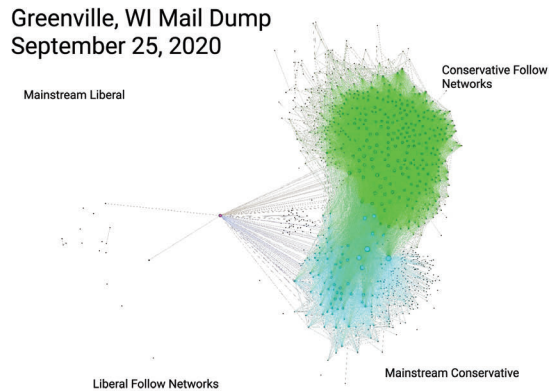 Greenville, WI Mail Dump
September 25, 2020
Mainstream Liberal
Conservative Follow
Networks
Liberal Follow Networks
Mainstream Conservative